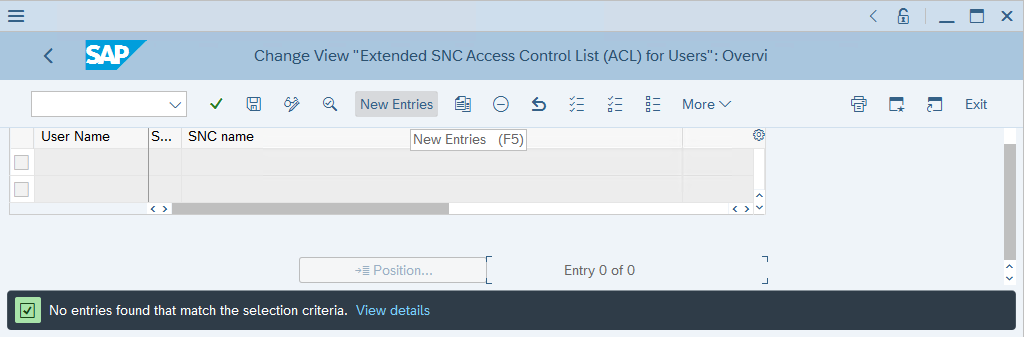 SAP
Change View "Extended SNC Access Control List (ACL) for Users": Overvi
New Entries
More
Exit
User Name S... SNC name
New Entries (F5)
Position...
Entry 0 of 0
No entries found that match the selection criteria. View details